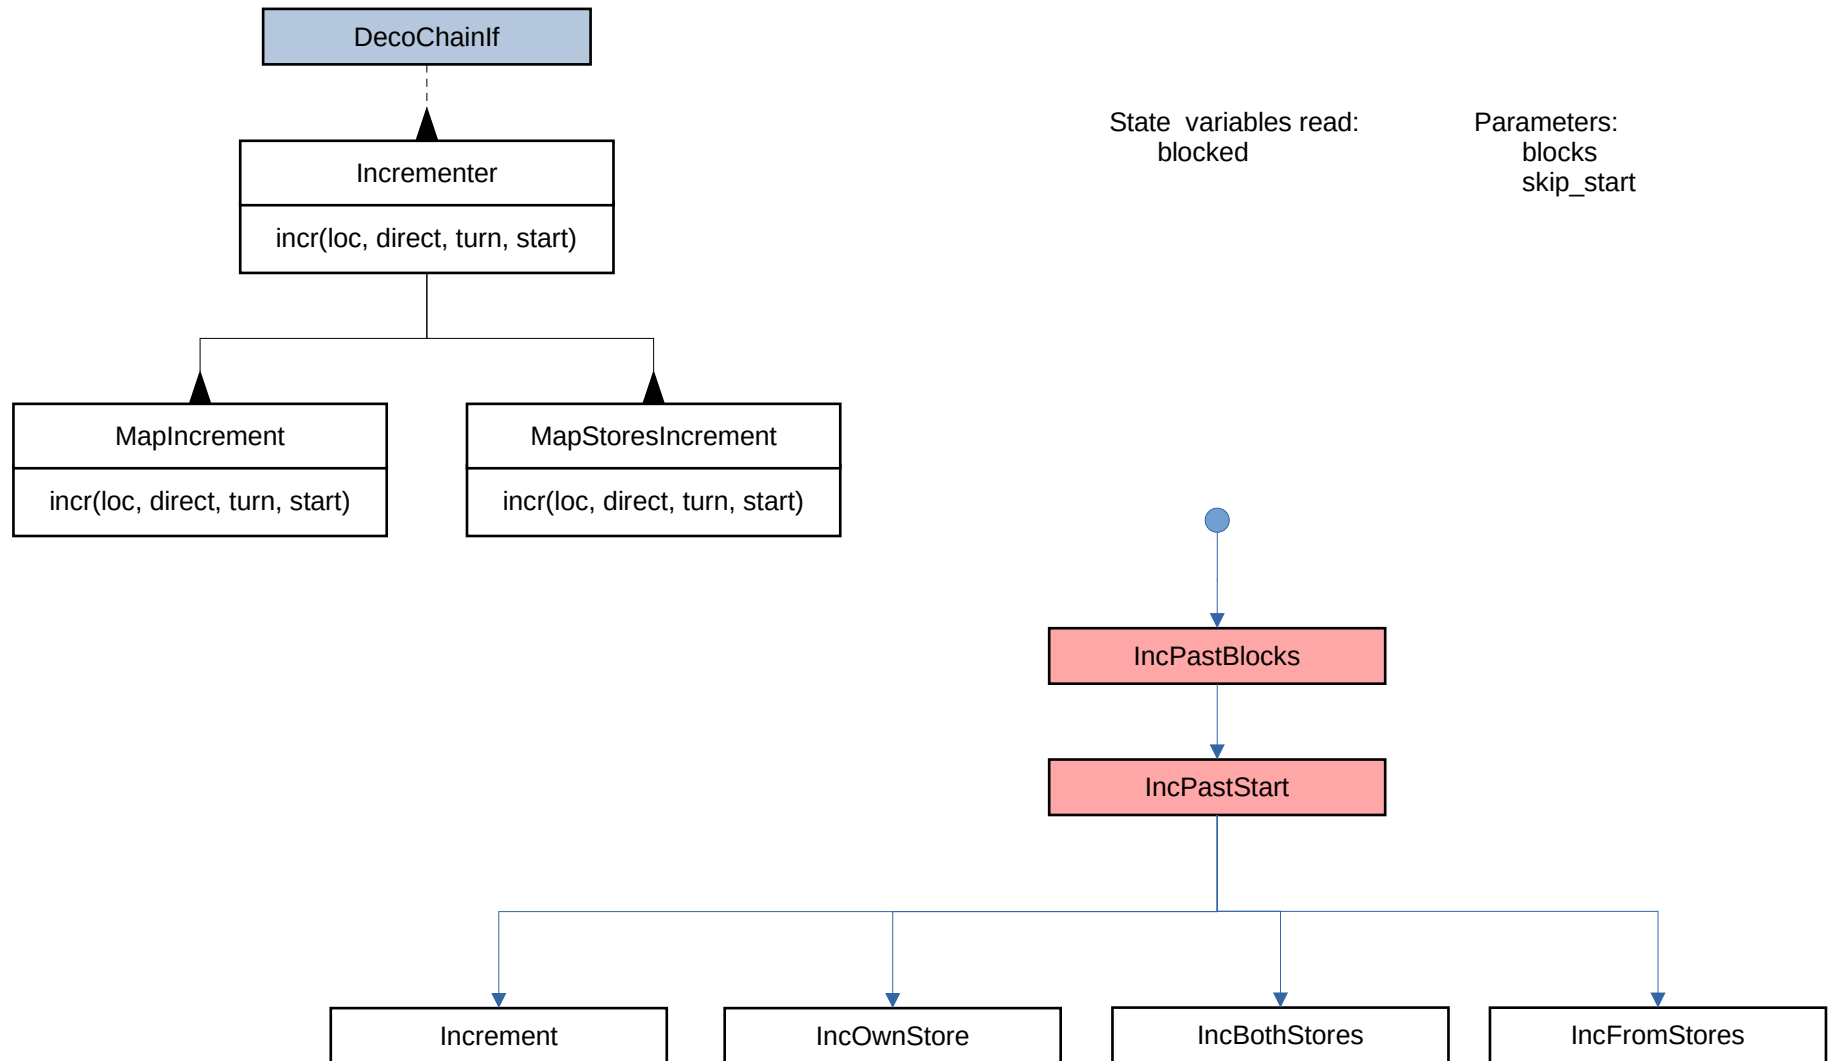 DecoChainIf
State variables read:
blocked
Parameters:
blocks
skip_start
Incrementer
incr(loc, direct, turn, start)
MapIncrement
incr(loc, direct, turn, start)
MapStoresIncrement
incr(loc, direct, turn, start)
IncPastBlocks
IncPastStart
Increment
IncOwnStore
IncBothStores
IncFromStores